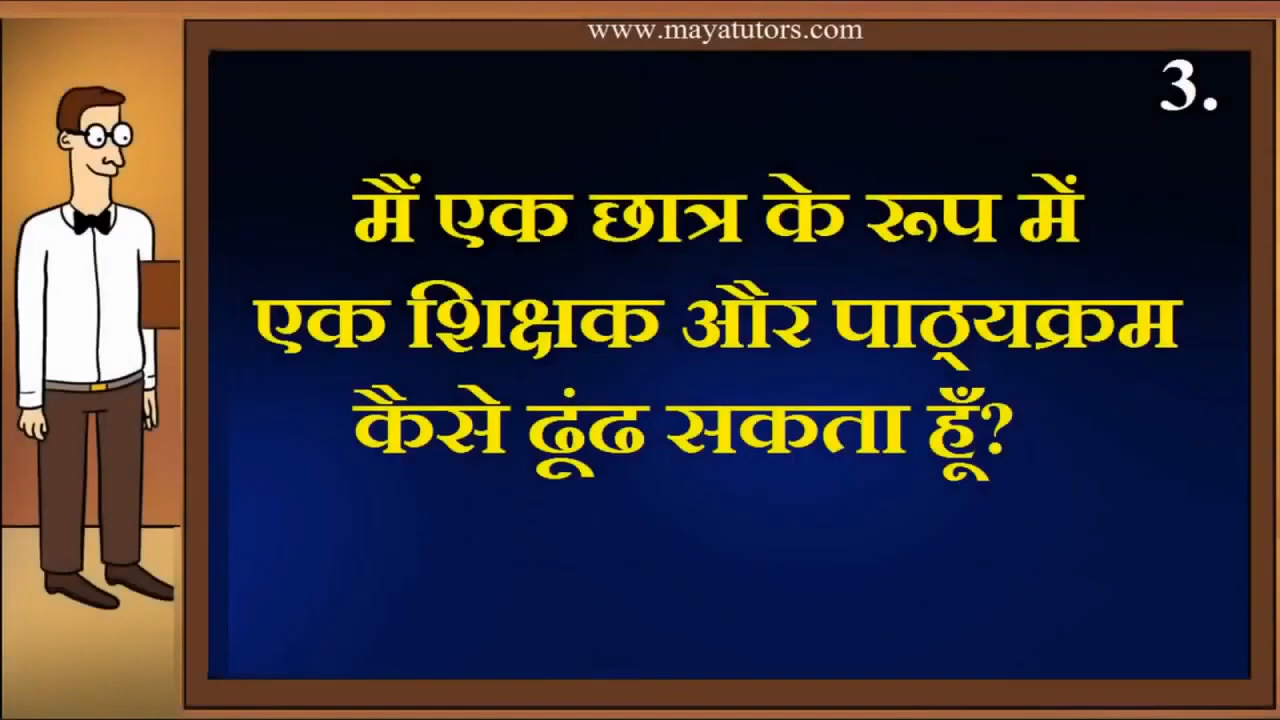 www.mayatutors.com
3.
मैं एक छात्र के रूप में
एक शिक्षक और पाठ्यक्रम
कैसे ढूंढ सकता हूँ?